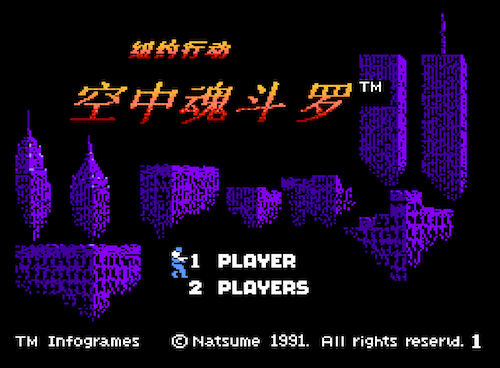 纽约行动
空中魂斗罗™
1 PLAYER
2 PLAYERS
TM Infogrames © Natsume 1991. All rights reservd. 1